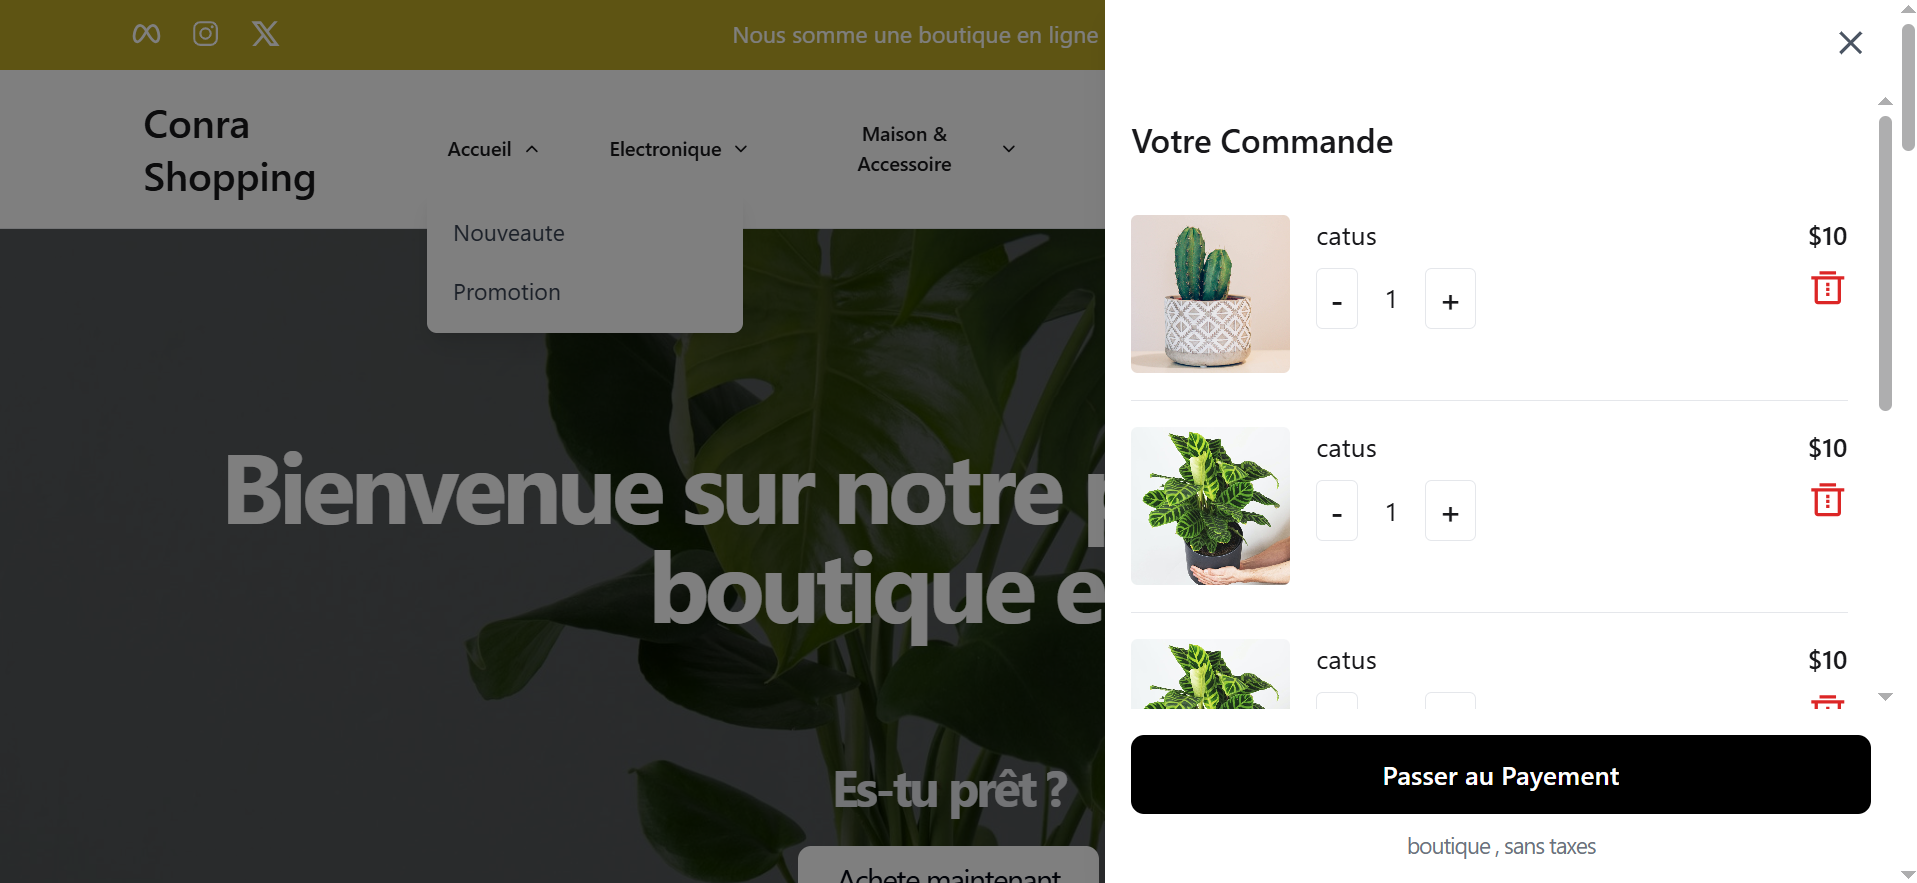 Nous somme une boutique en ligne
Conra
Shopping
Accueil
Electronique
Maison &
Accessoire
Nouveaute
Promotion
Bienvenue sur notre
boutique e
Es-tu prêt ?
Achete maintenant
Votre Commande
catus
$10
- 1 +
catus
$10
- 1 +
catus
$10
Passer au Payement
boutique , sans taxes